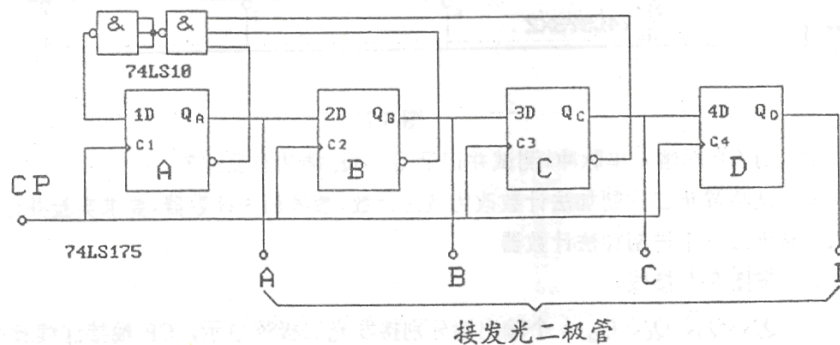 & &
74LS10
1D QA 2D QB 3D QC 4D QD
C1 C2 C3 C4
A B C D
CP
74LS175
A B C
接发光二极管